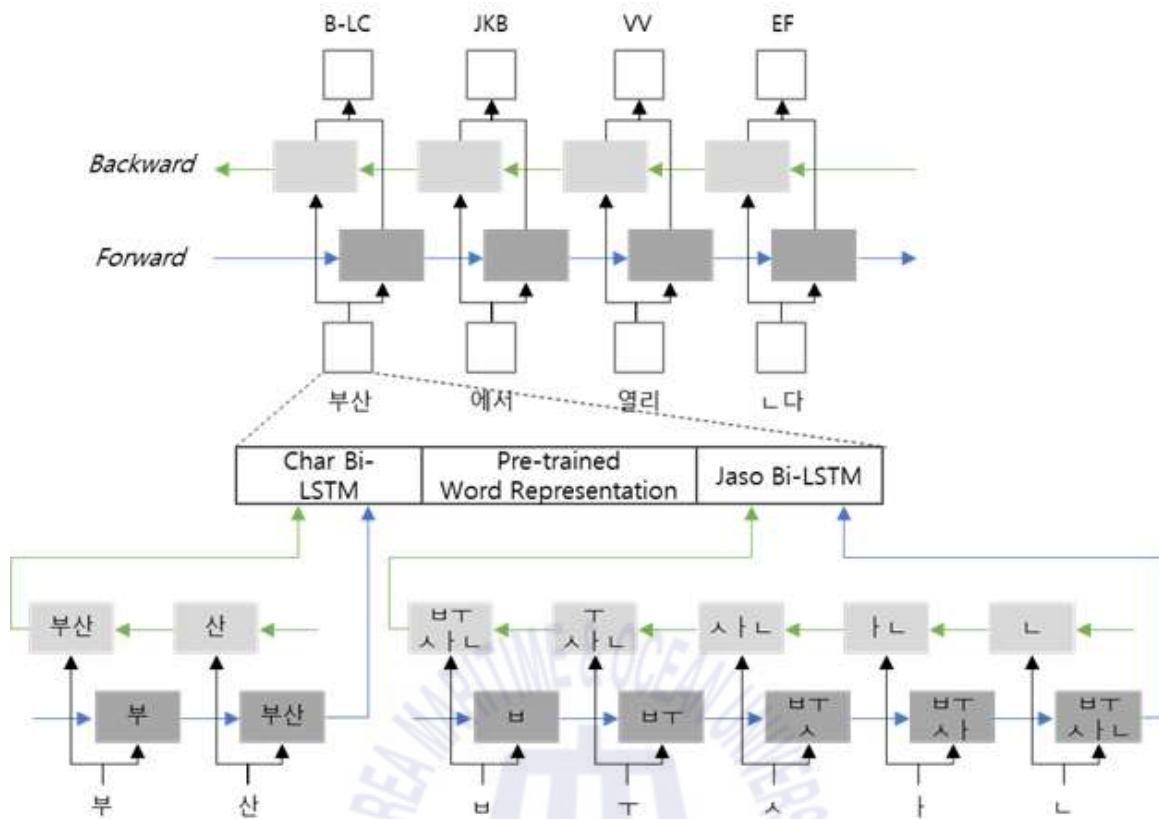 B-LC JKB VV EF
Backward
Forward
부산 에서 열리 ㄴ다
Char Bi-
LSTM
Pre-trained
Word Representation
Jaso Bi-LSTM
부산 산
ㅂㅜ
ㅅㅏㄴ
ㅜ
ㅅㅏㄴ
ㅅㅏㄴ
ㅏㄴ
ㄴ
부 부산
ㅂ
ㅂㅜ
ㅂㅜ
ㅅ
ㅂㅜ
ㅅㅏ
ㅂㅜ
ㅅㅏㄴ
부 산 ㅂ ㅜ ㅅ ㅏ ㄴ